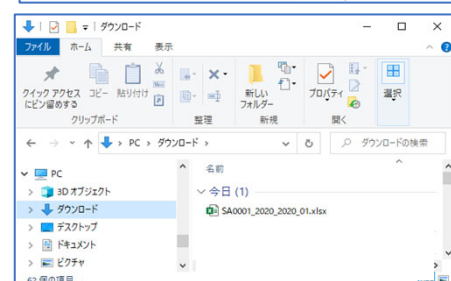 ダウンロード
ファイル ホーム 共有 表示
クイック アクセス にピン留めする コピー 貼り付け 新しい フォルダー プロパティ 選択
クリップボード 整理 新規 開く
PC › ダウンロード › ダウンロードの検索
PC
3D オブジェクト
ダウンロード
デスクトップ
ドキュメント
ピクチャ
名前
今日 (1)
SA0001_2020_2020_01.xlsx
62 個の項目